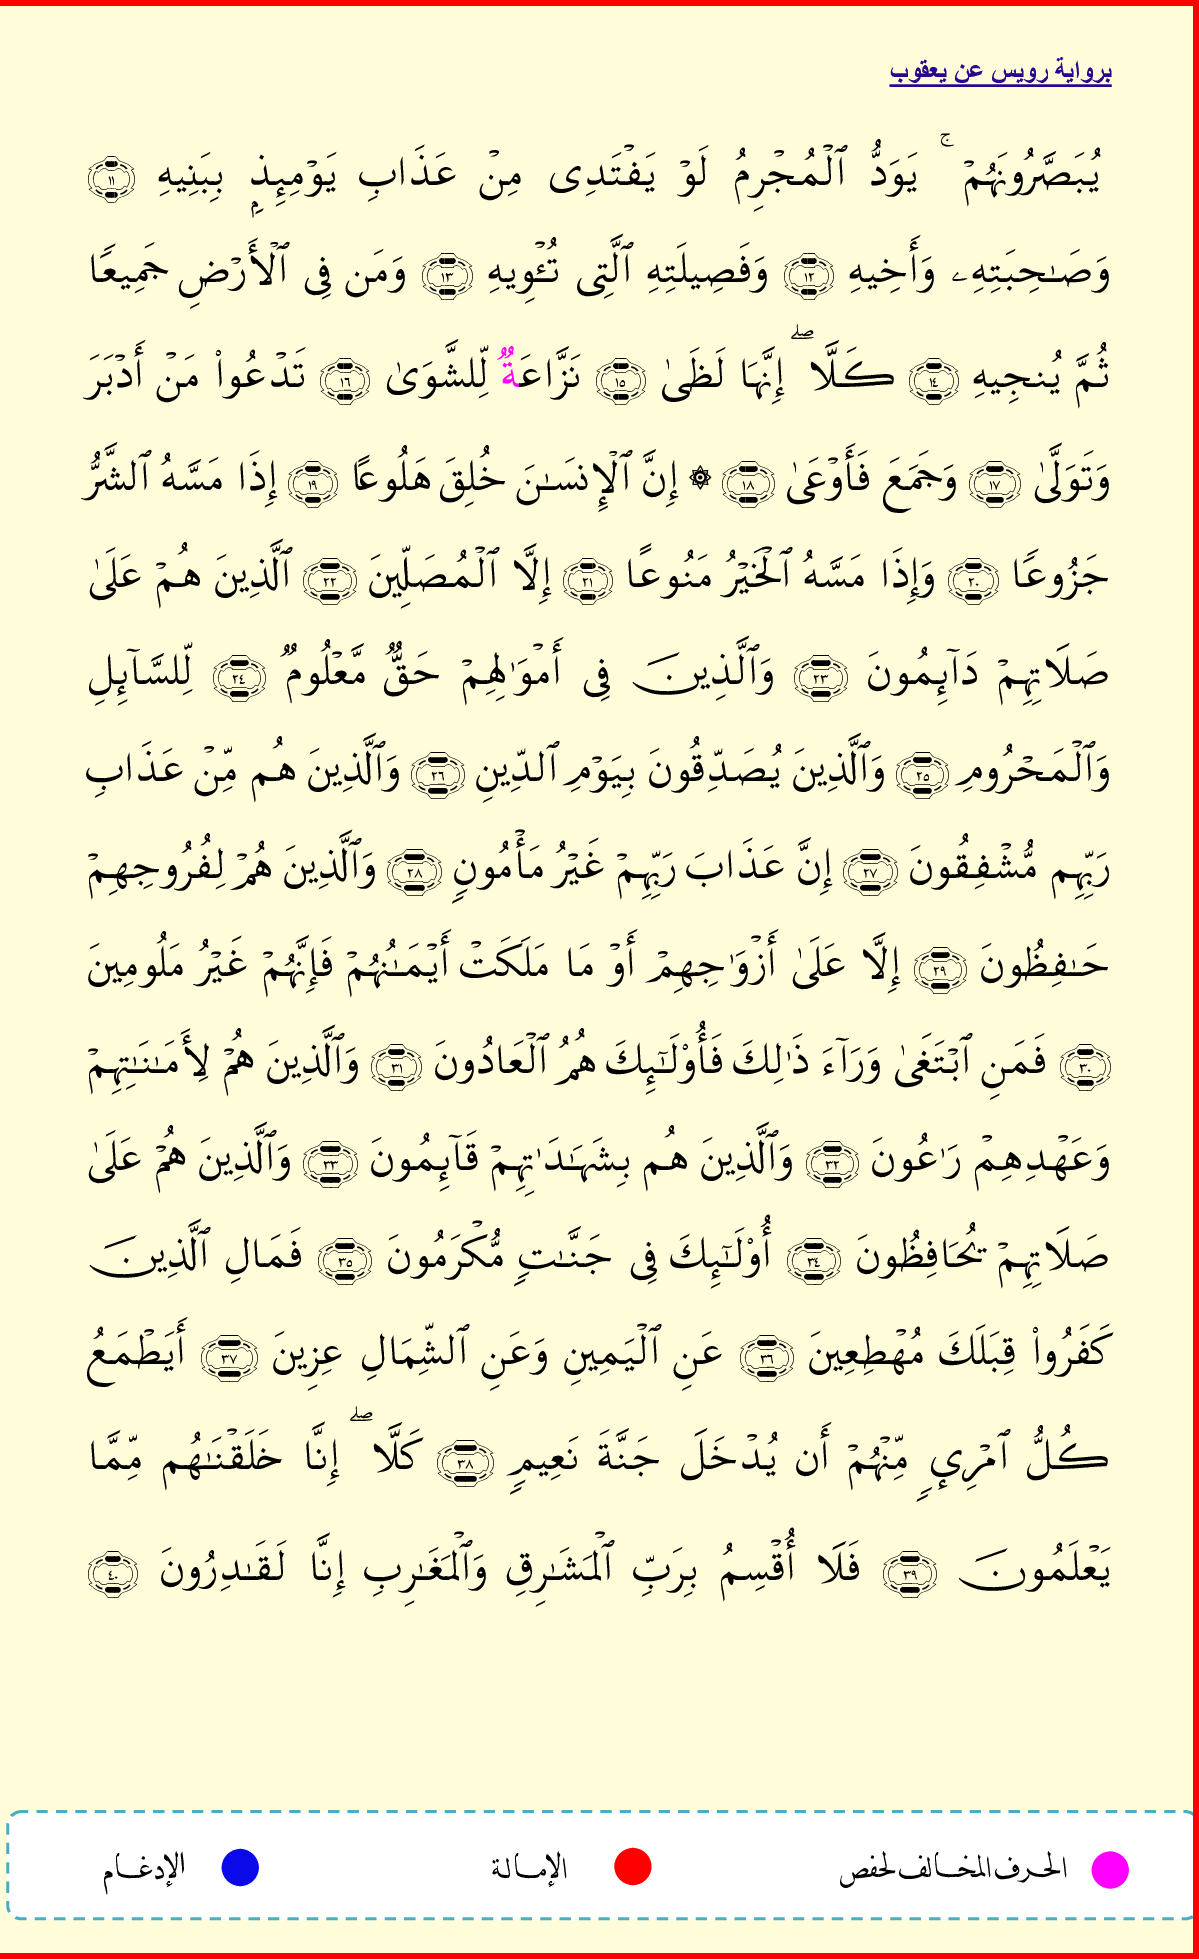 برواية رويس عن يعقوب
يُبَصَّرُونَهُمْ ۚ يَوَدُّ ٱلْمُجْرِمُ لَوْ يَفْتَدِى مِنْ عَذَابِ يَوْمِئِذٍۭ بِبَنِيهِ ١١
وَصَـٰحِبَتِهِۦ وَأَخِيهِ ١٢ وَفَصِيلَتِهِ ٱلَّتِى تُـْٔوِيهِ ١٣ وَمَن فِى ٱلْأَرْضِ جَمِيعًا
ثُمَّ يُنجِيهِ ١٤ كَلَّا ۖ إِنَّهَا لَظَىٰ ١٥ نَزَّاعَةٌ لِّلشَّوَىٰ ١٦ تَدْعُوا۟ مَنْ أَدْبَرَ
وَتَوَلَّىٰ ١٧ وَجَمَعَ فَأَوْعَىٰ ١٨ ۞ إِنَّ ٱلْإِنسَـٰنَ خُلِقَ هَلُوعًا ١٩ إِذَا مَسَّهُ ٱلشَّرُّ
جَزُوعًا ٢٠ وَإِذَا مَسَّهُ ٱلْخَيْرُ مَنُوعًا ٢١ إِلَّا ٱلْمُصَلِّينَ ٢٢ ٱلَّذِينَ هُمْ عَلَىٰ
صَلَاتِهِمْ دَآئِمُونَ ٢٣ وَٱلَّذِينَ فِى أَمْوَٰلِهِمْ حَقٌّ مَّعْلُومٌ ٢٤ لِّلسَّآئِلِ
وَٱلْمَحْرُومِ ٢٥ وَٱلَّذِينَ يُصَدِّقُونَ بِيَوْمِ ٱلدِّينِ ٢٦ وَٱلَّذِينَ هُم مِّنْ عَذَابِ
رَبِّهِم مُّشْفِقُونَ ٢٧ إِنَّ عَذَابَ رَبِّهِمْ غَيْرُ مَأْمُونٍ ٢٨ وَٱلَّذِينَ هُمْ لِفُرُوجِهِمْ
حَـٰفِظُونَ ٢٩ إِلَّا عَلَىٰ أَزْوَٰجِهِمْ أَوْ مَا مَلَكَتْ أَيْمَـٰنُهُمْ فَإِنَّهُمْ غَيْرُ مَلُومِينَ
٣٠ فَمَنِ ٱبْتَغَىٰ وَرَآءَ ذَٰلِكَ فَأُو۟لَـٰٓئِكَ هُمُ ٱلْعَادُونَ ٣١ وَٱلَّذِينَ هُمْ لِأَمَـٰنَـٰتِهِمْ
وَعَهْدِهِمْ رَٰعُونَ ٣٢ وَٱلَّذِينَ هُم بِشَهَـٰدَٰتِهِمْ قَآئِمُونَ ٣٣ وَٱلَّذِينَ هُمْ عَلَىٰ
صَلَاتِهِمْ يُحَافِظُونَ ٣٤ أُو۟لَـٰٓئِكَ فِى جَنَّـٰتٍ مُّكْرَمُونَ ٣٥ فَمَالِ ٱلَّذِينَ
كَفَرُوا۟ قِبَلَكَ مُهْطِعِينَ ٣٦ عَنِ ٱلْيَمِينِ وَعَنِ ٱلشِّمَالِ عِزِينَ ٣٧ أَيَطْمَعُ
كُلُّ ٱمْرِئٍ مِّنْهُمْ أَن يُدْخَلَ جَنَّةَ نَعِيمٍ ٣٨ كَلَّا ۖ إِنَّا خَلَقْنَـٰهُم مِّمَّا
يَعْلَمُونَ ٣٩ فَلَا أُقْسِمُ بِرَبِّ ٱلْمَشَـٰرِقِ وَٱلْمَغَـٰرِبِ إِنَّا لَقَـٰدِرُونَ ٤٠
الحرف المخالف لحفص الإمالة الإدغام